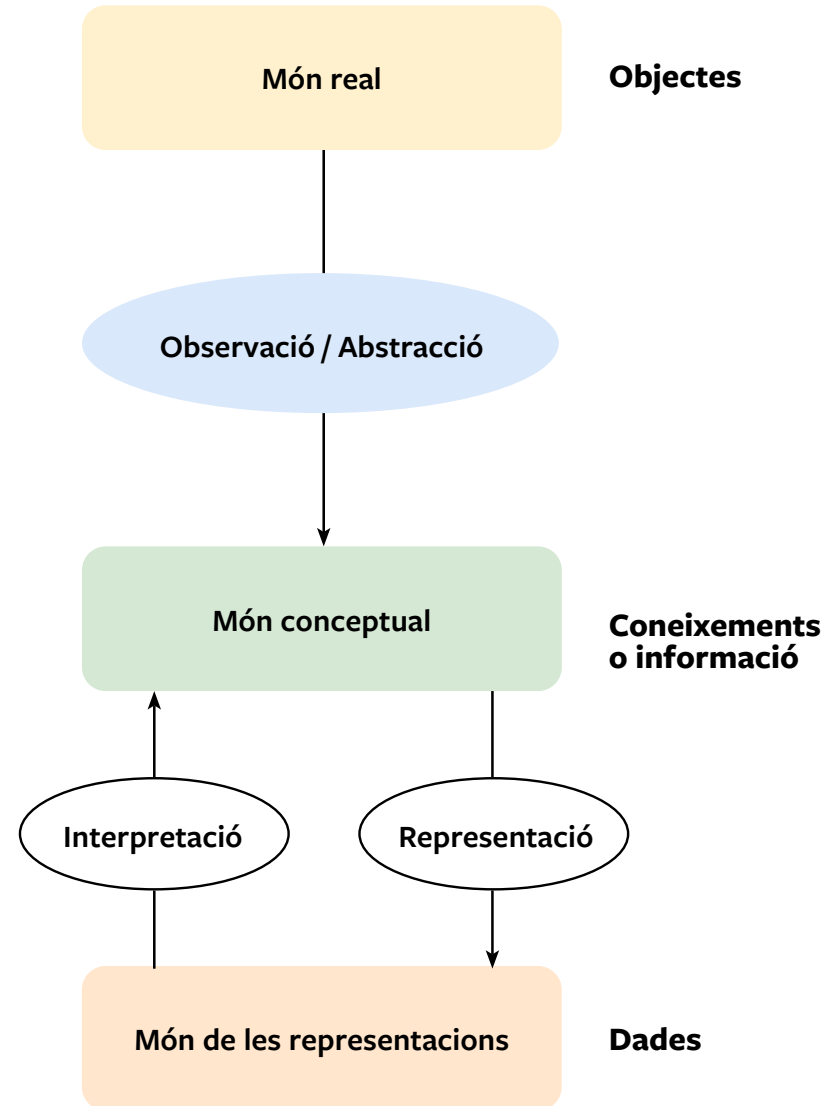 Món real
Objectes
Observació / Abstracció
Món conceptual
Coneixements
o informació
Interpretació
Representació
Món de les representacions
Dades